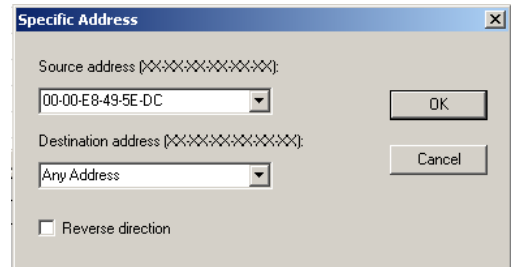 Specific Address
Source address (XX-XX-XX-XX-XX-XX):
00-00-E8-49-5E-DC
OK
Destination address (XX-XX-XX-XX-XX-XX):
Cancel
Any Address
Reverse direction